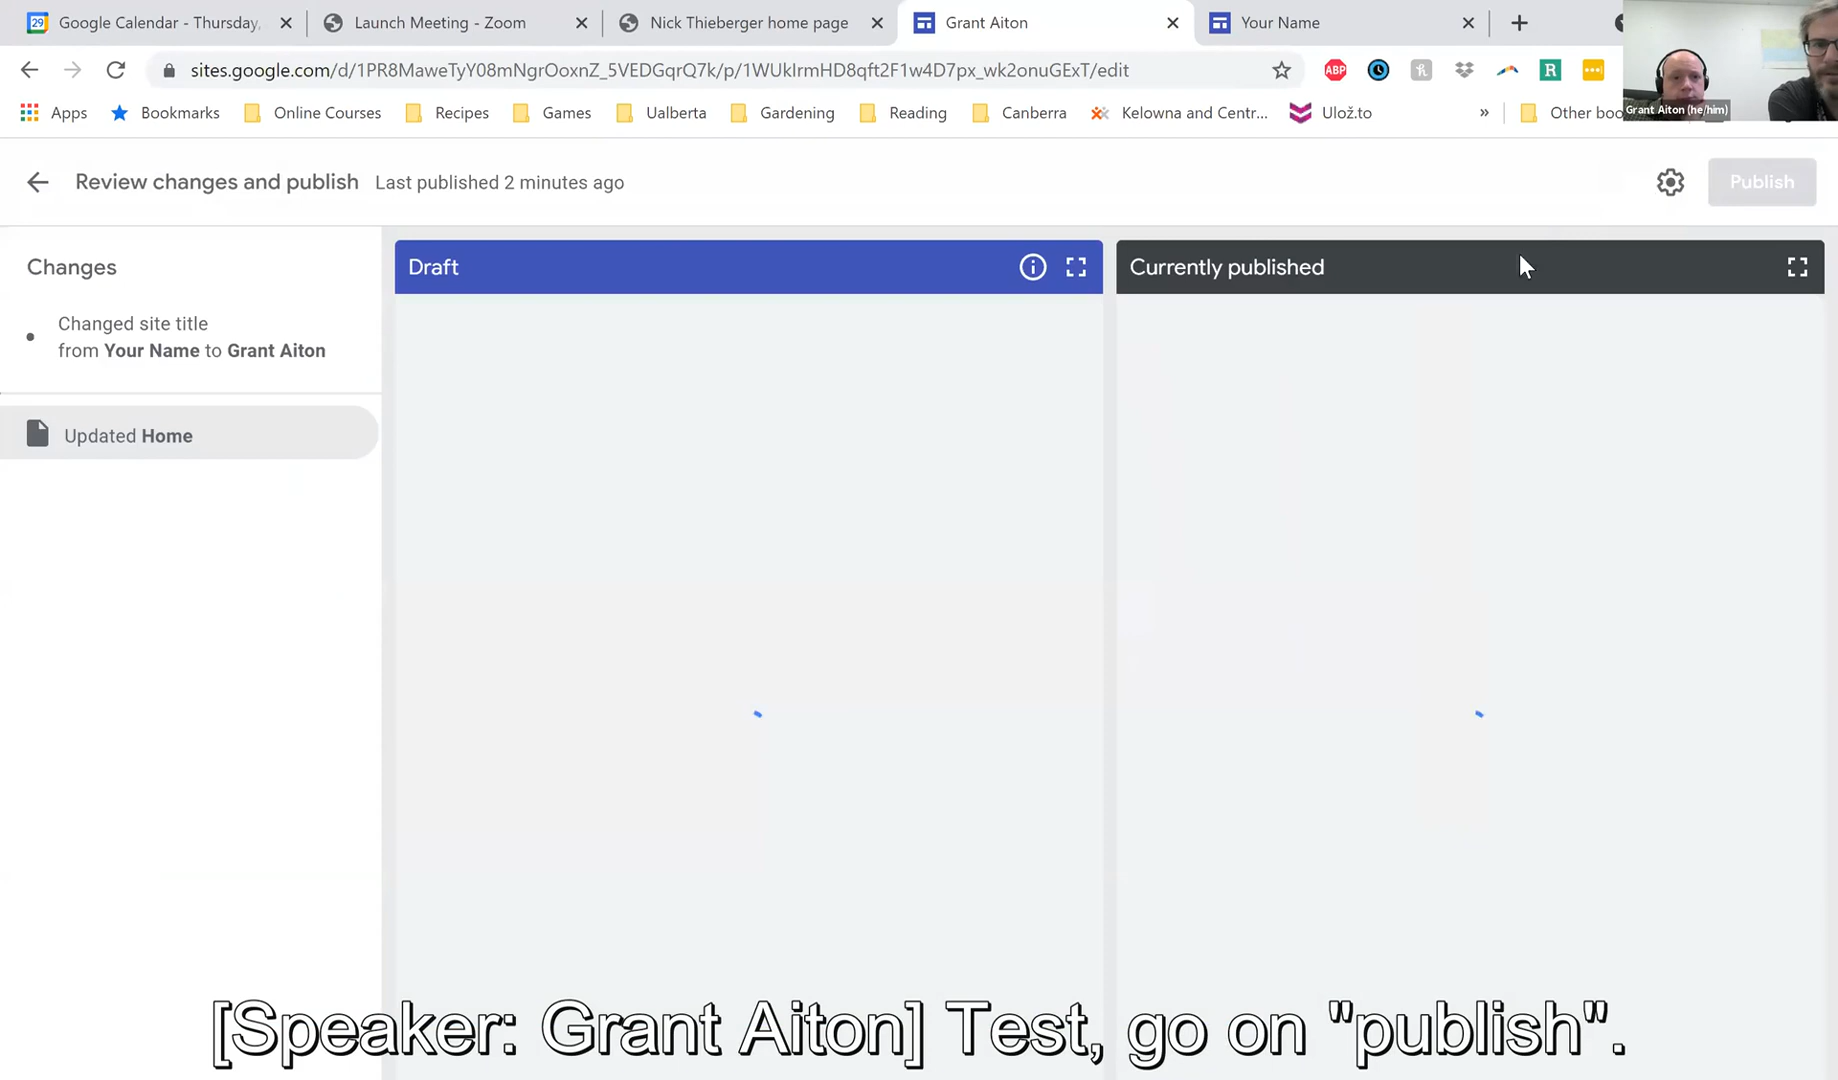 29 Google Calendar - Thursday,
Launch Meeting - Zoom
Nick Thieberger home page
Grant Aiton
Your Name
sites.google.com/d/1PR8MaweTyY08mNgrOoxnZ_5VEDGqrQ7k/p/1WUkIrmHD8qft2F1w4D7px_wk2onuGExT/edit
ABP
R
Grant Aiton (he/him)
Apps
Bookmarks
Online Courses
Recipes
Games
Ualberta
Gardening
Reading
Canberra
Kelowna and Centr...
Ulož.to
»
Other boo
Review changes and publish
Last published 2 minutes ago
Publish
Changes
Draft
Currently published
Changed site title
from Your Name to Grant Aiton
Updated Home
[Speaker: Grant Aiton] Test, go on "publish".